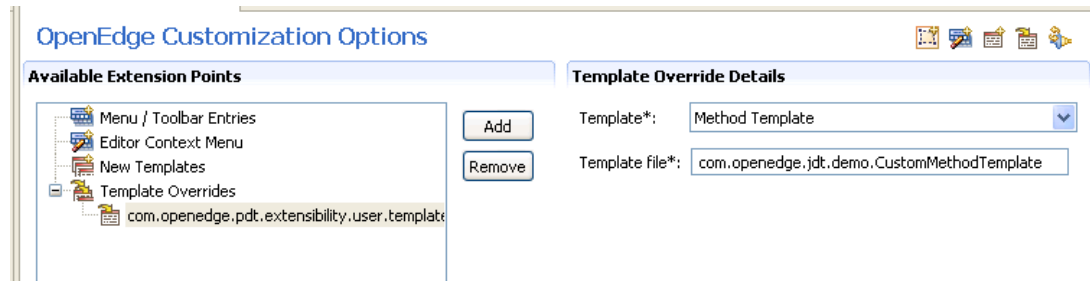 OpenEdge Customization Options
Available Extension Points
Menu / Toolbar Entries
Editor Context Menu
New Templates
Template Overrides
com.openedge.pdt.extensibility.user.template
Add
Remove
Template Override Details
Template*: Method Template
Template file*: com.openedge.jdt.demo.CustomMethodTemplate